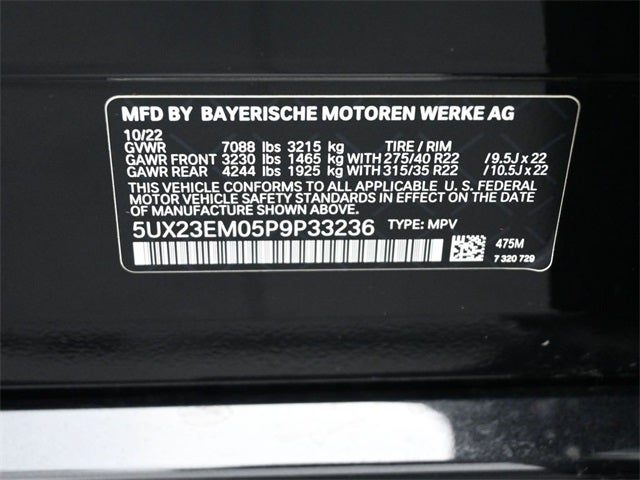 MFD BY BAYERISCHE MOTOREN WERKE AG
10/22
GVWR 7088 lbs 3215 kg TIRE / RIM
GAWR FRONT 3230 lbs 1465 kg WITH 275/40 R22 / 9.5J x 22
GAWR REAR 4244 lbs 1925 kg WITH 315/35 R22 / 10.5J x 22
THIS VEHICLE CONFORMS TO ALL APPLICABLE U. S. FEDERAL
MOTOR VEHICLE SAFETY STANDARDS IN EFFECT ON THE DATE
OF MANUFACTURE SHOWN ABOVE.
5UX23EM05P9P33236 TYPE: MPV
475M
7 320 729